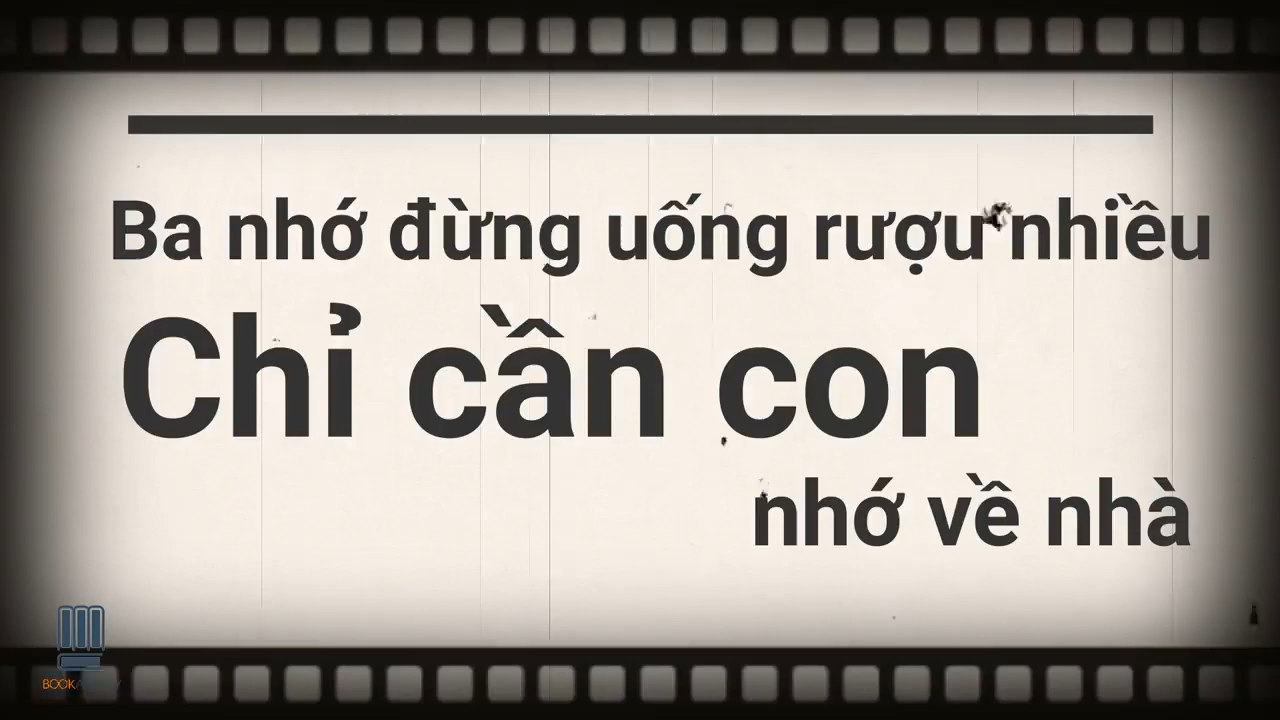 Ba nhớ đừng uống rượu nhiều
Chỉ cần con
nhớ về nhà